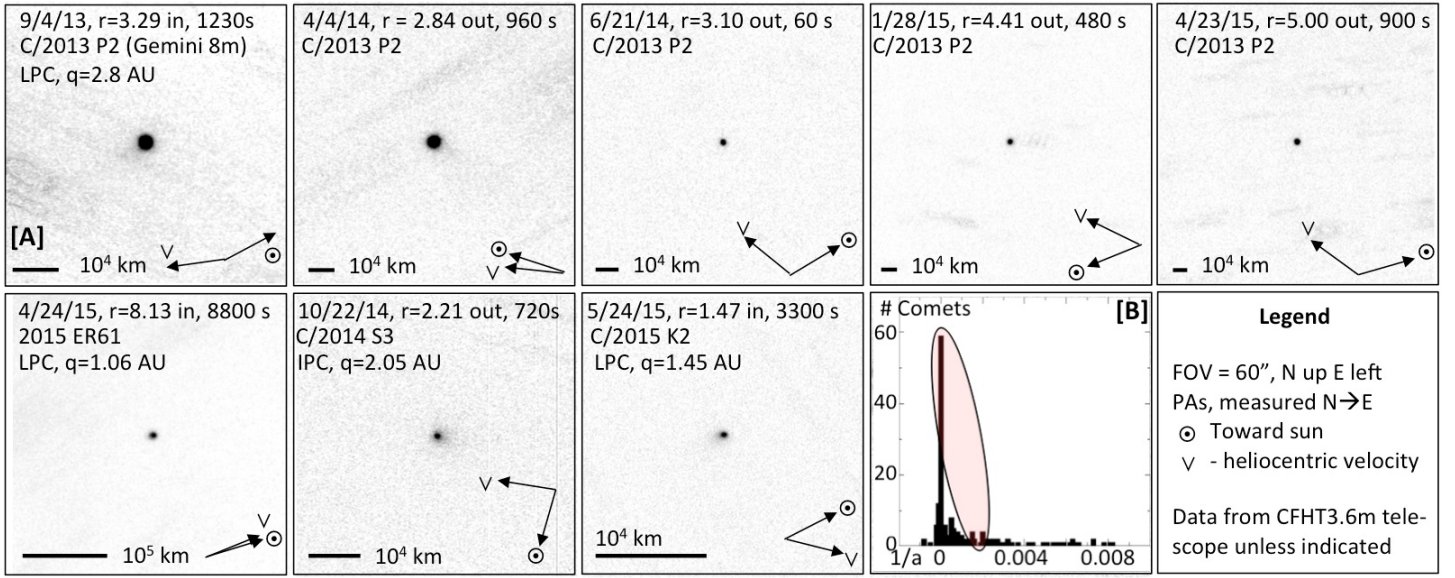 9/4/13, r=3.29 in, 1230s
C/2013 P2 (Gemini 8m)
LPC, q=2.8 AU
[A]
V
10⁴ km
4/4/14, r = 2.84 out, 960 s
C/2013 P2
V
10⁴ km
6/21/14, r=3.10 out, 60 s
C/2013 P2
V
10⁴ km
1/28/15, r=4.41 out, 480 s
C/2013 P2
V
10⁴ km
4/23/15, r=5.00 out, 900 s
C/2013 P2
V
10⁴ km
4/24/15, r=8.13 in, 8800 s
2015 ER61
LPC, q=1.06 AU
V
10⁵ km
10/22/14, r=2.21 out, 720s
C/2014 S3
IPC, q=2.05 AU
V
10⁴ km
5/24/15, r=1.47 in, 3300 s
C/2015 K2
LPC, q=1.45 AU
10⁴ km
V
# Comets [B]
60
40
20
0
1/a 0 0.004 0.008
Legend
FOV = 60”, N up E left
PAs, measured N→E
⊙ Toward sun
V - heliocentric velocity
Data from CFHT3.6m tele-
scope unless indicated